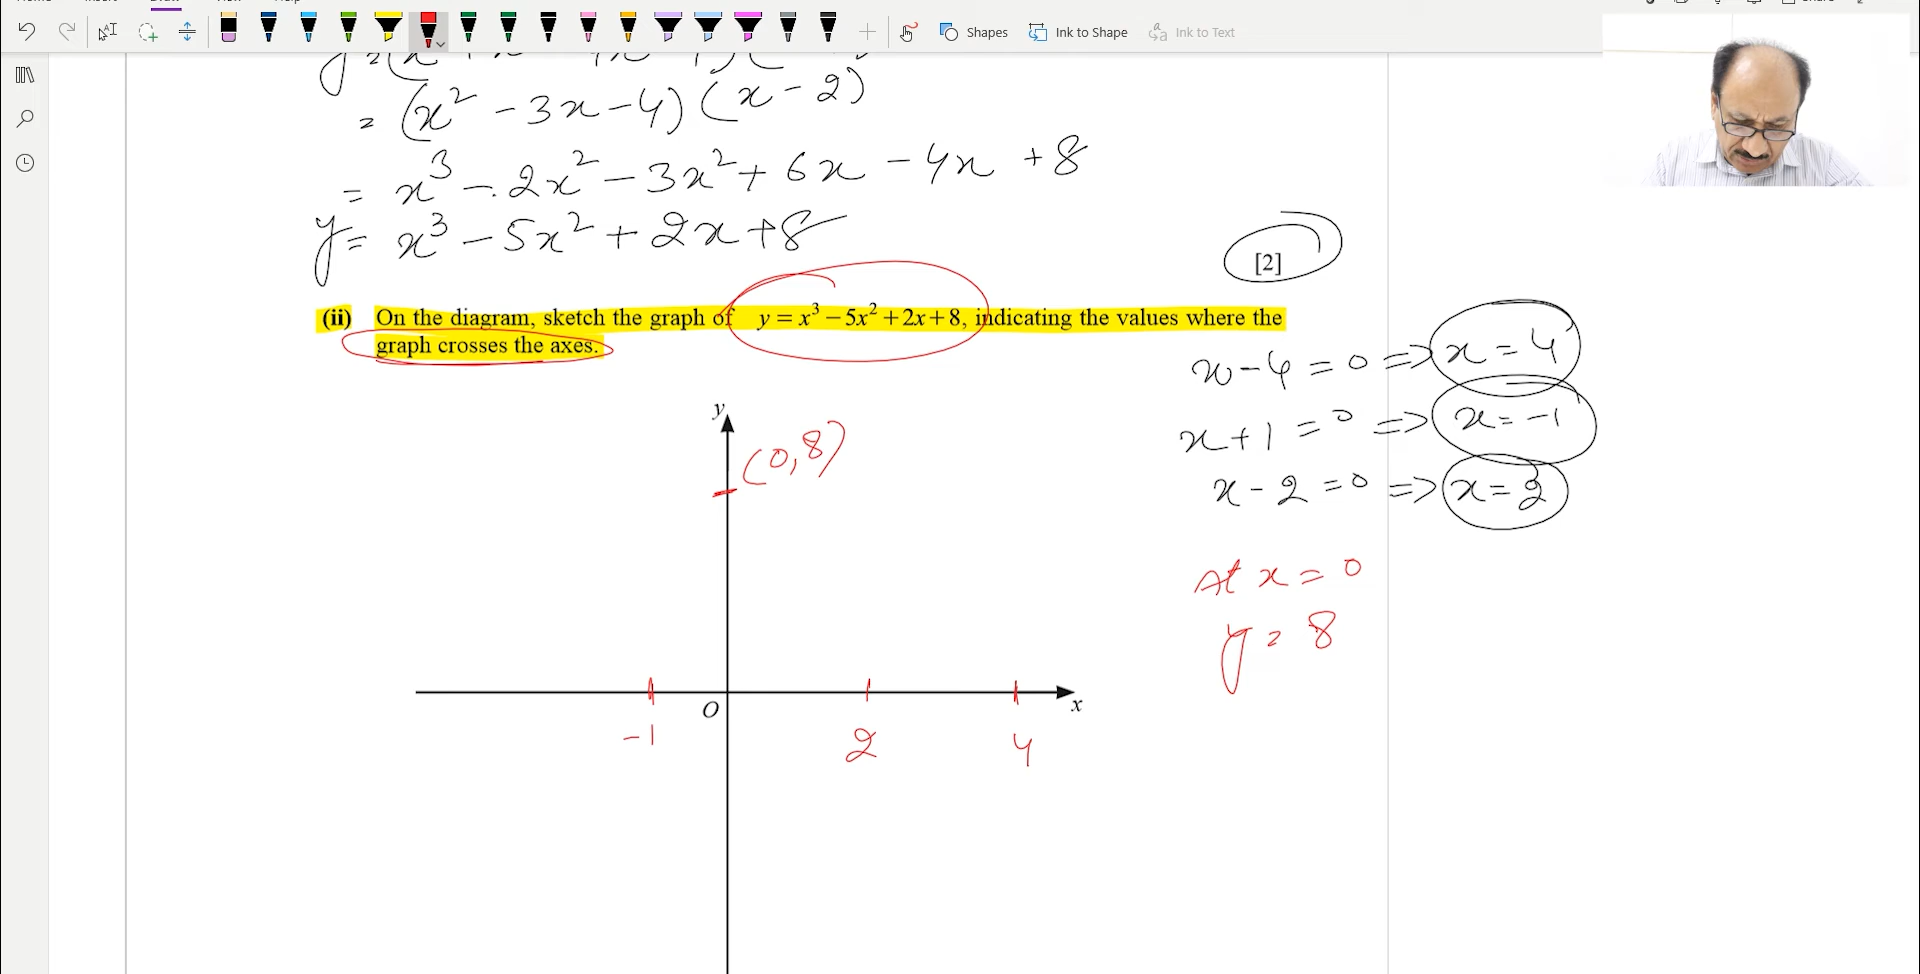 Shapes Ink to Shape Ink to Text
= (x² - 3x - 4) (x - 2)
= x³ - 2x² - 3x² + 6x - 4x + 8
y = x³ - 5x² + 2x + 8
[2]
(ii) On the diagram, sketch the graph of y = x³ − 5x² + 2x + 8, indicating the values where the
graph crosses the axes.
x - 4 = 0 => x = 4
x + 1 = 0 => x = -1
x - 2 = 0 => x = 2
y
(0,8)
At x = 0
y = 8
O
x
-1 2 4